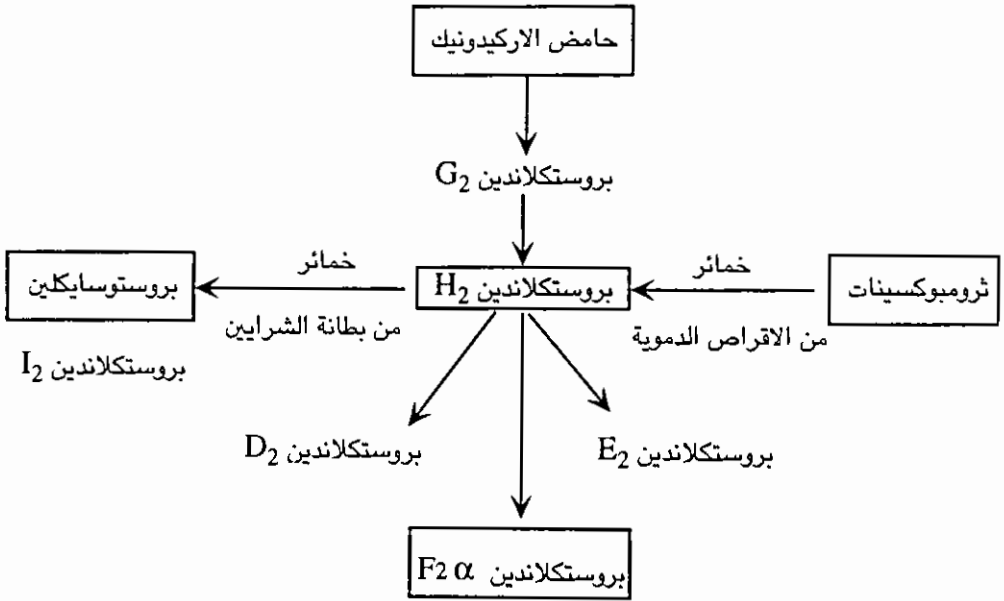 حامض الاركيدونيك
بروستكلاندين G2
ثرومبوكسينات
خمائر
من الاقراص الدموية
بروستكلاندين H2
خمائر
من بطانة الشرايين
بروستوسايكلين
بروستكلاندين I2
بروستكلاندين E2
بروستكلاندين D2
بروستكلاندين F2 α